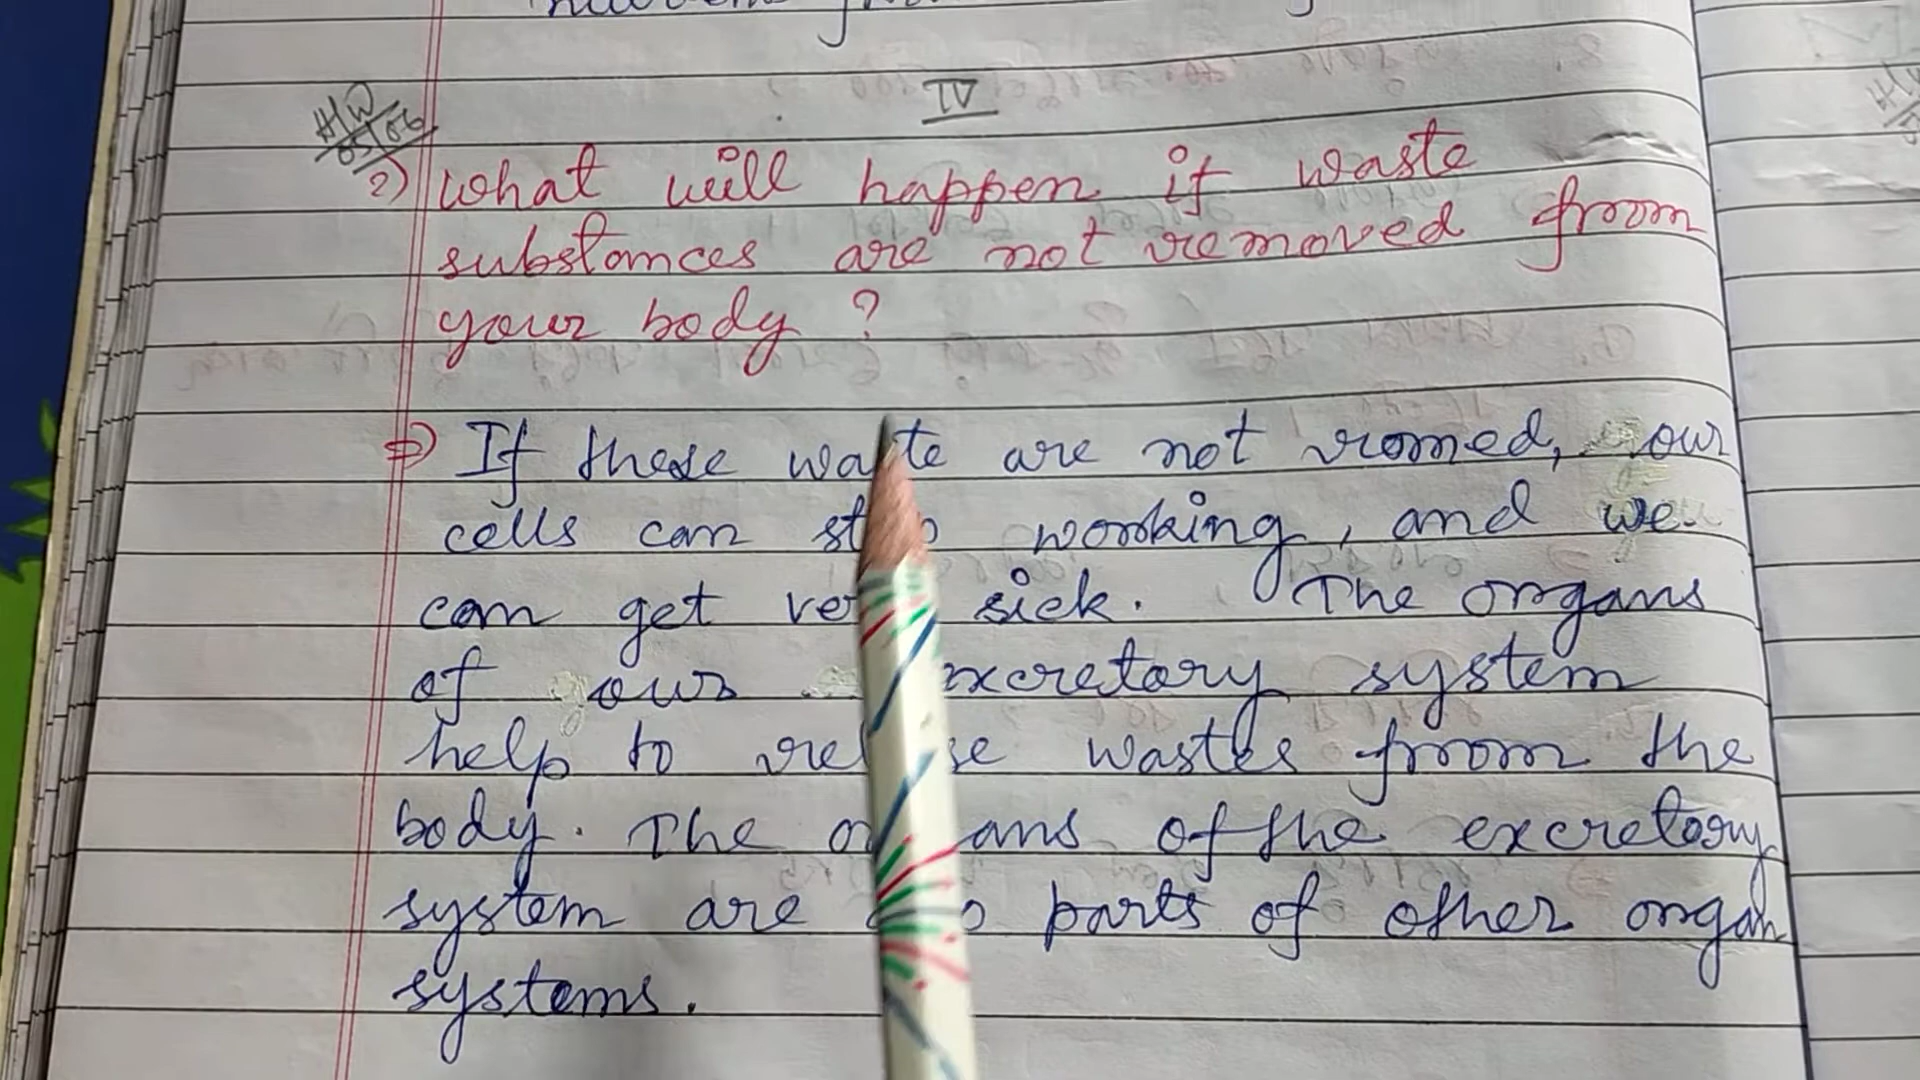 IV
H/W
05/06
2) What will happen if waste
substances are not removed from
your body ?
⇒ If these waste are not romed, our
cells can st working, and we
can get ve sick. The organs
of our excretory system
help to re se wastes from the
body. The o ans of the excretory
system are o parts of other organ
systems.